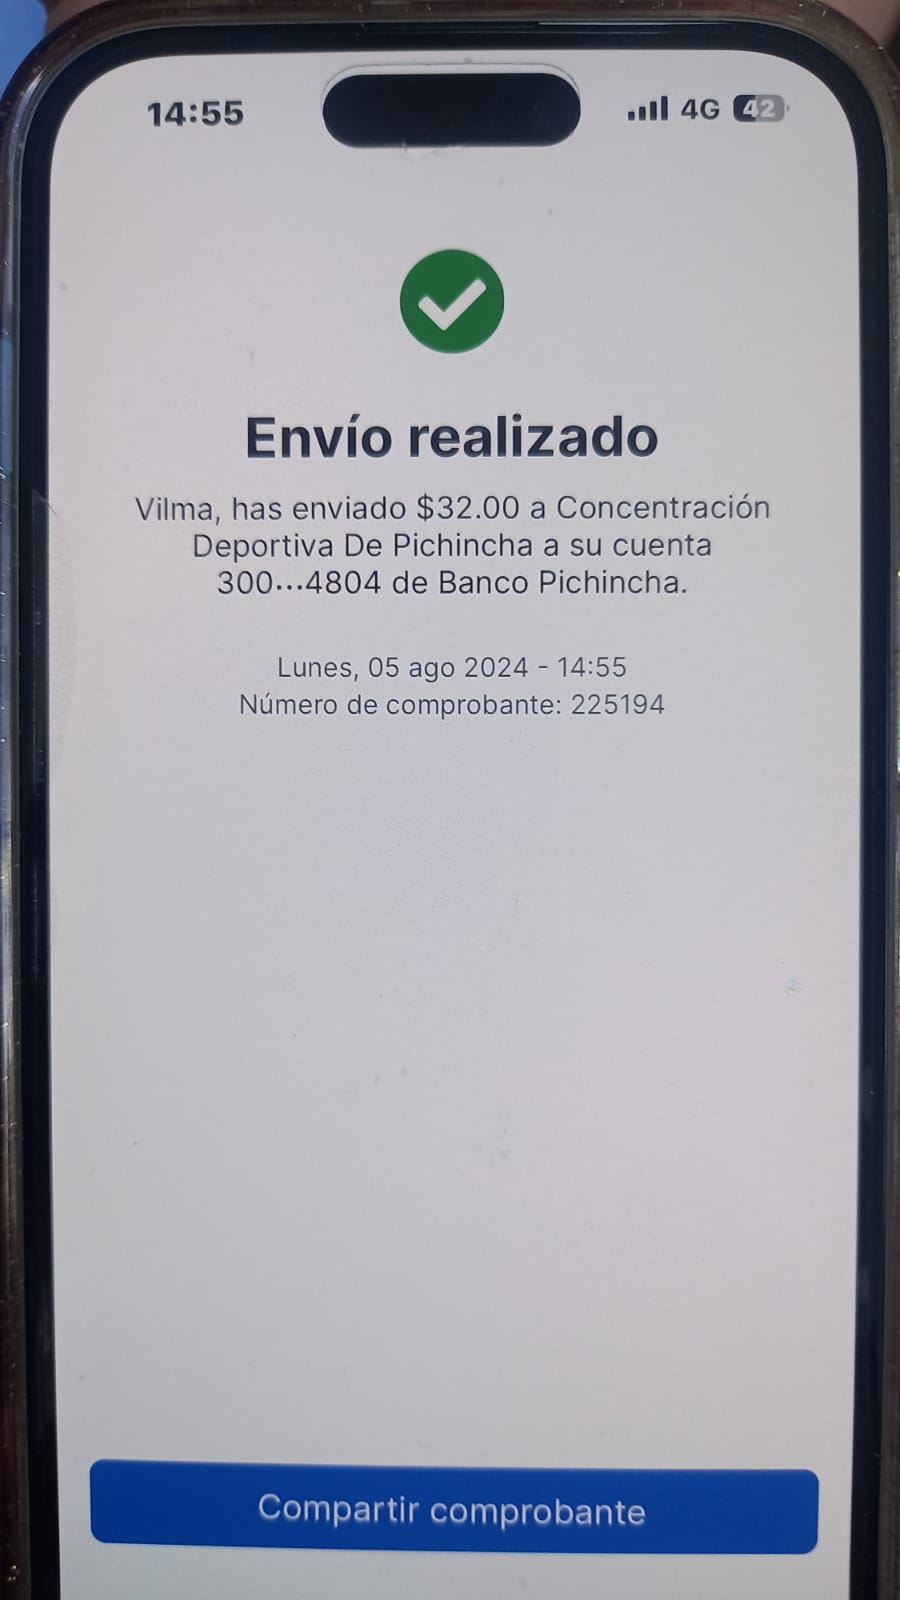 14:55
4G 42
Envío realizado
Vilma, has enviado $32.00 a Concentración
Deportiva De Pichincha a su cuenta
300...4804 de Banco Pichincha.
Lunes, 05 ago 2024 - 14:55
Número de comprobante: 225194
Compartir comprobante